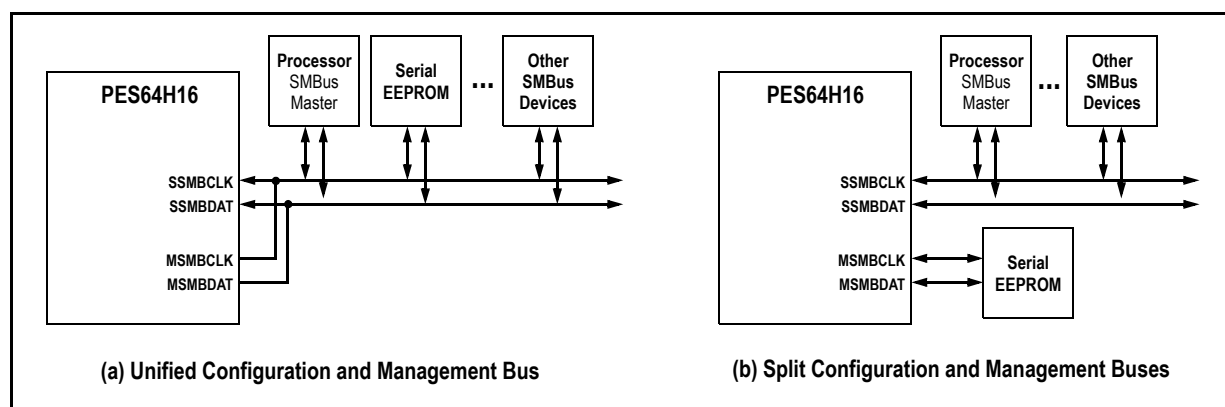 PES64H16
Processor
SMBus
Master
Serial
EEPROM
...
Other
SMBus
Devices
SSMBCLK
SSMBDAT
MSMBCLK
MSMBDAT
(a) Unified Configuration and Management Bus
PES64H16
Processor
SMBus
Master
...
Other
SMBus
Devices
SSMBCLK
SSMBDAT
MSMBCLK
MSMBDAT
Serial
EEPROM
(b) Split Configuration and Management Buses